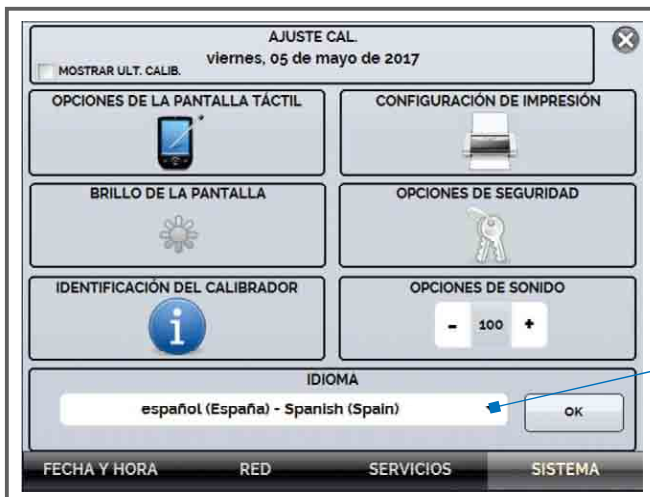 AJUSTE CAL.
viernes, 05 de mayo de 2017
MOSTRAR ULT. CALIB.
OPCIONES DE LA PANTALLA TÁCTIL
CONFIGURACIÓN DE IMPRESIÓN
BRILLO DE LA PANTALLA
OPCIONES DE SEGURIDAD
IDENTIFICACIÓN DEL CALIBRADOR
OPCIONES DE SONIDO
- 100 +
IDIOMA
español (España) - Spanish (Spain)
OK
FECHA Y HORA RED SERVICIOS SISTEMA